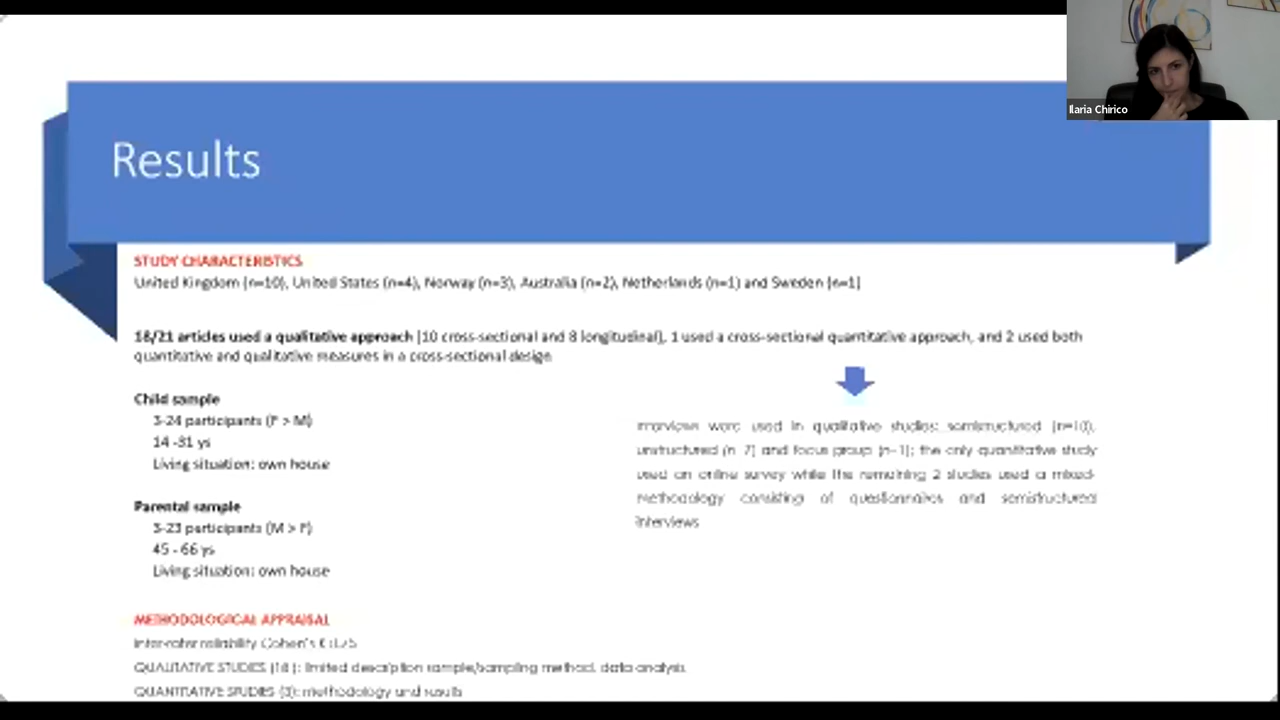 Ilaria Chirico
Results
STUDY CHARACTERISTICS
United Kingdom (n=10), United States (n=4), Norway (n=3), Australia (n=2), Netherlands (n=1) and Sweden (n=1)
18/21 articles used a qualitative approach (10 cross-sectional and 8 longitudinal), 1 used a cross-sectional quantitative approach, and 2 used both
quantitative and qualitative measures in a cross-sectional design
Child sample
3-24 participants (F > M)
14 -31 ys
Living situation: own house
Interviews were used in qualitative studies: semistructured (n=10),
unstructured (n=7) and focus group (n=1); the only quantitative study
used an online survey while the remaining 2 studies used a mixed-
methodology consisting of questionnaires and semistructured
interviews
Parental sample
3-23 participants (M > F)
45 - 66 ys
Living situation: own house
METHODOLOGICAL APPRAISAL
Inter-rater reliability Cohen's
QUALITATIVE STUDIES (18): limited description sample/sampling method, data analysis
QUANTITATIVE STUDIES (3): methodology and results